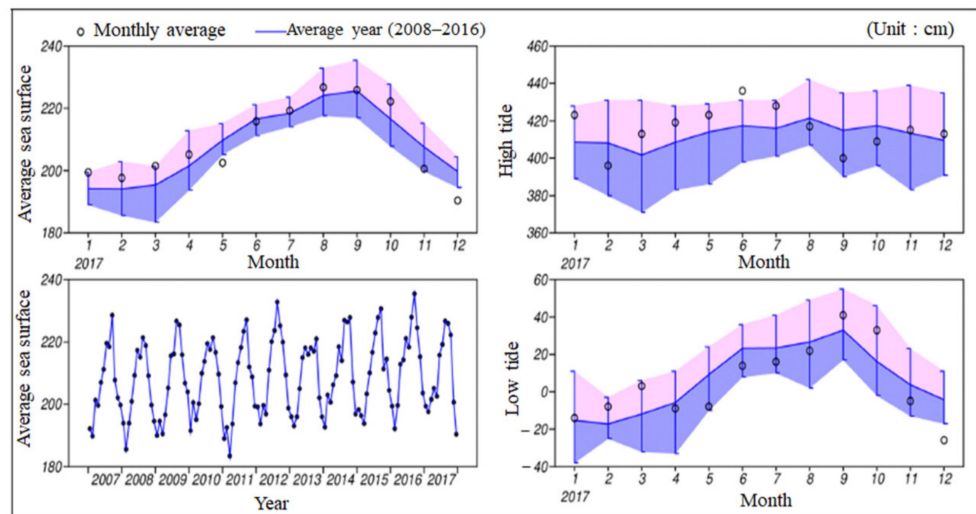 Monthly average Average year (2008–2016) (Unit : cm)
Average sea surface
240
220
200
180
1 2 3 4 5 6 7 8 9 10 11 12
2017
Month
High tide
460
440
420
400
380
360
1 2 3 4 5 6 7 8 9 10 11 12
2017
Month
Average sea surface
240
220
200
180
2007 2008 2009 2010 2011 2012 2013 2014 2015 2016 2017
Year
Low tide
60
40
20
0
−20
−40
1 2 3 4 5 6 7 8 9 10 11 12
2017
Month